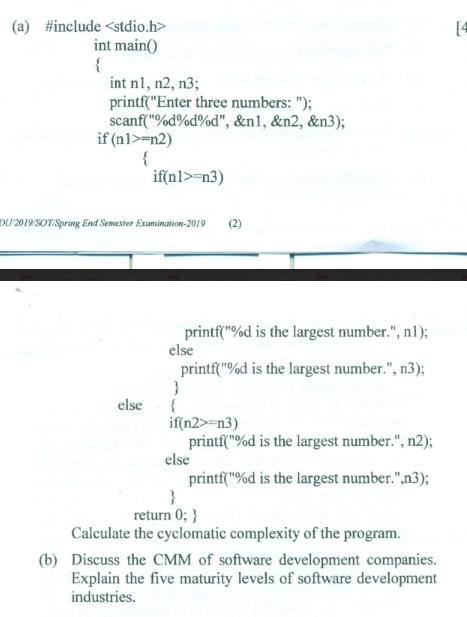 (a) #include <stdio.h> [4
int main()
{
int n1, n2, n3;
printf("Enter three numbers: ");
scanf("%d%d%d", &n1, &n2, &n3);
if (n1>=n2)
{
if(n1>=n3)
DU/2019/SOT/Spring End Semester Examination-2019 (2)
printf("%d is the largest number.", n1);
else
printf("%d is the largest number.", n3);
}
else {
if(n2>=n3)
printf("%d is the largest number.", n2);
else
printf("%d is the largest number.",n3);
}
return 0; }
Calculate the cyclomatic complexity of the program.
(b) Discuss the CMM of software development companies.
Explain the five maturity levels of software development
industries.